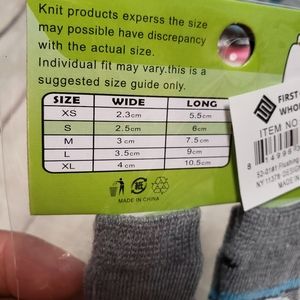 Knit products experss the size
may possible have discrepancy
with the actual size.
Individual fit may vary.this is a
suggested size guide only.
SIZE WIDE LONG
XS 2.3cm 5.5cm
S 2.5cm 6cm
M 3cm 7.5cm
L 3.5cm 9cm
XL 4cm 10.5cm
MADE IN CHINA
FIRST
WHO
ITEM NO